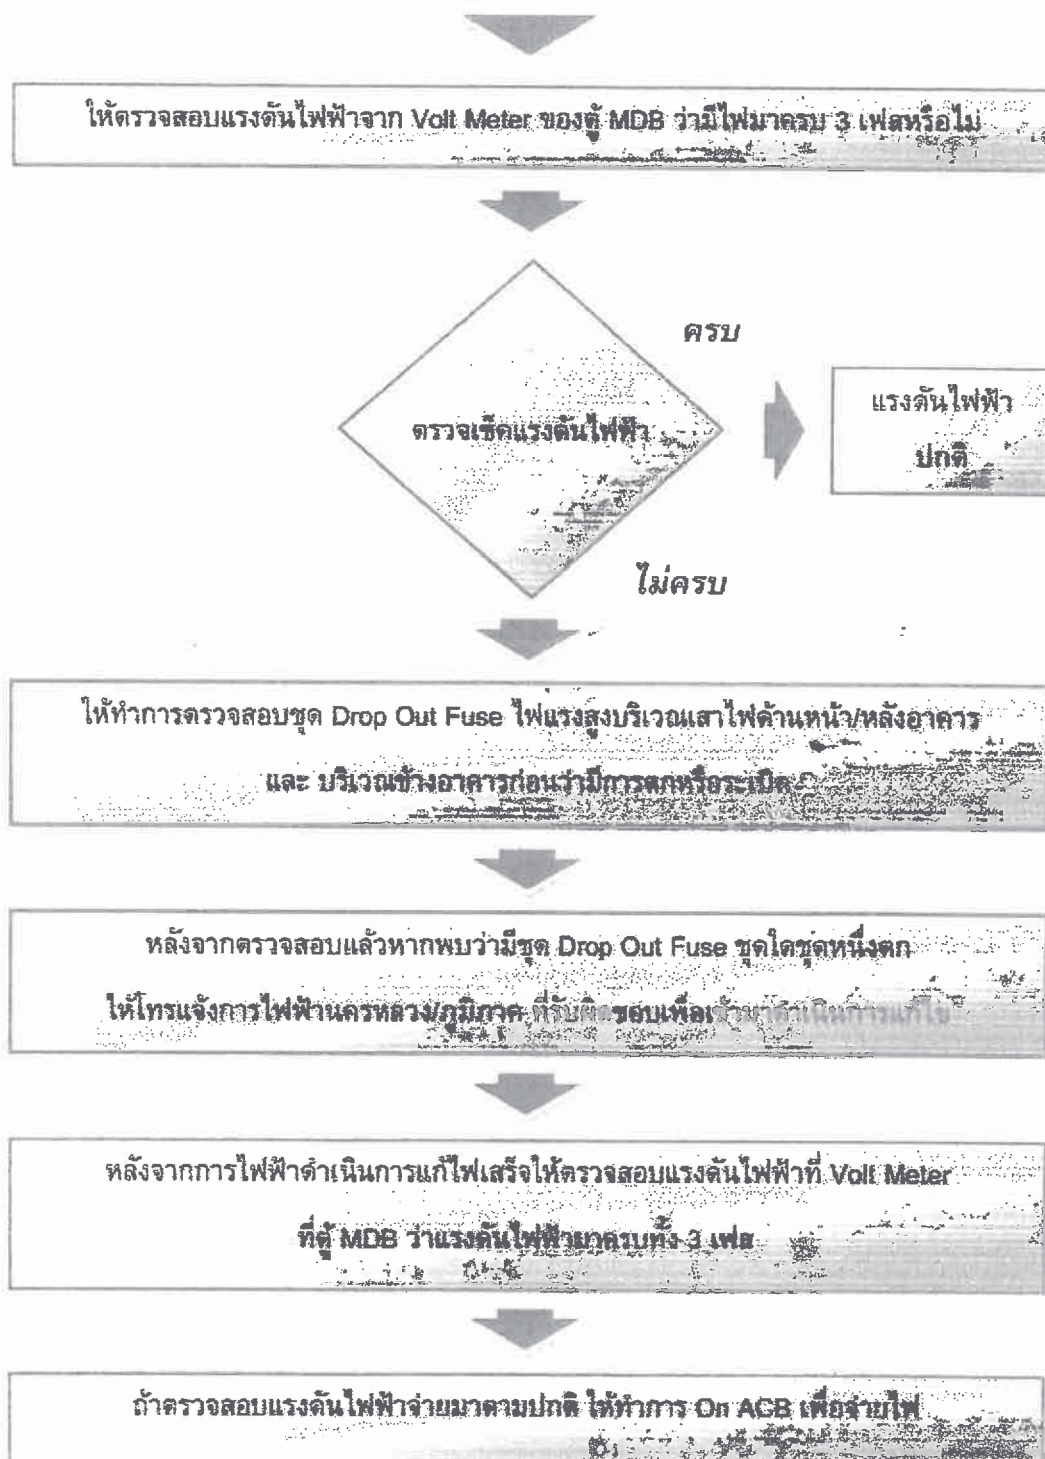 ให้ตรวจสอบแรงดันไฟฟ้าจาก Volt Meter ของตู้ MDB ว่ามีไฟมาครบ 3 เฟสหรือไม่
ครบ
ตรวจเช็คแรงดันไฟฟ้า
แรงดันไฟฟ้า
ปกติ
ไม่ครบ
ให้ทำการตรวจสอบชุด Drop Out Fuse ไฟแรงสูงบริเวณเสาไฟด้านหน้า/หลังอาคาร
และ บริเวณข้างอาคารก่อนว่ามีการตกหรือระเบิด
หลังจากตรวจสอบแล้วหากพบว่ามีชุด Drop Out Fuse ชุดใดชุดหนึ่งตก
ให้โทรแจ้งการไฟฟ้านครหลวง/ภูมิภาค ที่รับผิดชอบเพื่อเข้ามาดำเนินการแก้ไข
หลังจากการไฟฟ้าดำเนินการแก้ไฟเสร็จให้ตรวจสอบแรงดันไฟฟ้าที่ Volt Meter
ที่ตู้ MDB ว่าแรงดันไฟฟ้ามาครบทั้ง 3 เฟส
ถ้าตรวจสอบแรงดันไฟฟ้าจ่ายมาตามปกติ ให้ทำการ On ACB เพื่อจ่ายไฟ